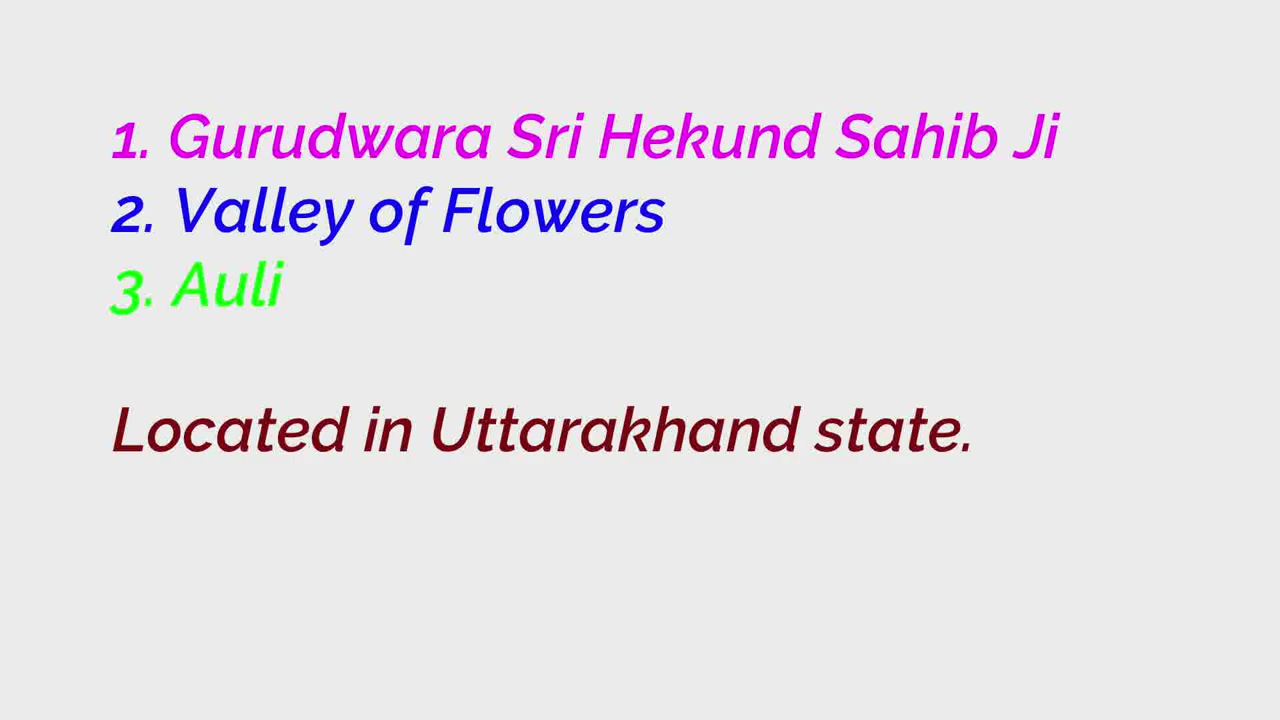 1. Gurudwara Sri Hekund Sahib Ji
2. Valley of Flowers
3. Auli
Located in Uttarakhand state.